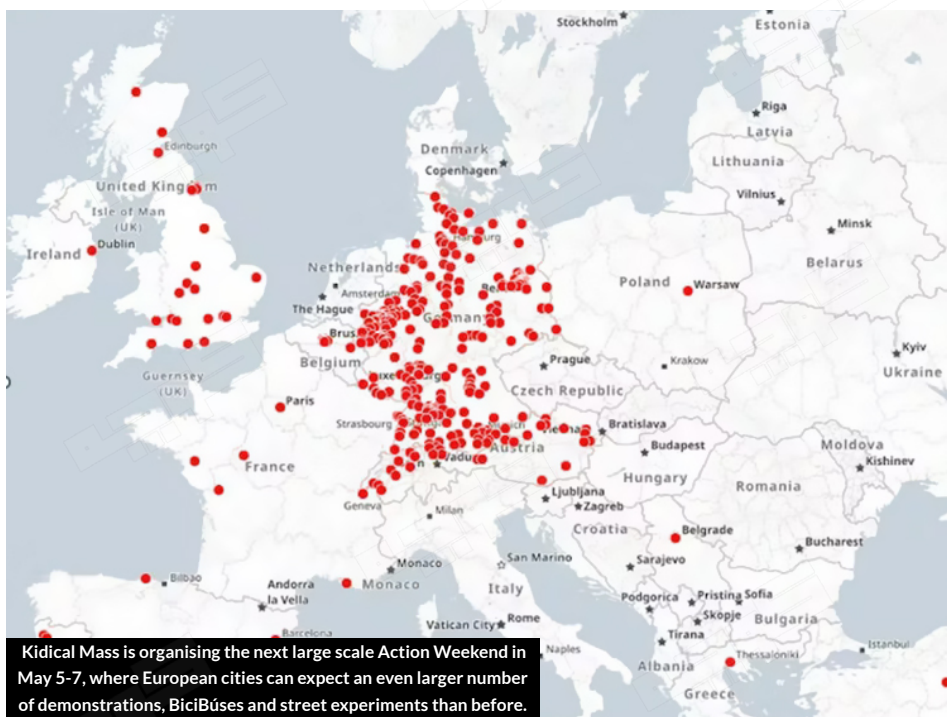 Stockholm
Estonia
Riga
Latvia
Denmark
Copenhagen
Lithuania
Vilnius
Edinburgh
United Kingdom
Isle of Man
(UK)
Minsk
Dublin
Ireland
Hamburg
Belarus
Netherlands
Poland
Warsaw
Amsterdam
The Hague
Germany
Brus
Kyiv
Prague
Krakow
Belgium
Ukraine
Guernsey
(UK)
Czech Republic
Paris
Strasbourg
Bratislava
Moldova
Austria
Budapest
Kishinev
France
Vaduz
Hungary
Romania
Geneva
Ljubljana
Milan
Zagreb
Croatia
Belgrade
Bucharest
San Marino
Sarajevo
Monaco
Bilbao
Monaco
Andorra
la Vella
Italy
Podgorica
Pristina
Sofia
Skopje
Bulgaria
Vatican City
Rome
Barcelona
Tirana
Istanbul
Naples
Thessaloniki
Albania
Greece
Kidical Mass is organising the next large scale Action Weekend in
May 5-7, where European cities can expect an even larger number
of demonstrations, BiciBúses and street experiments than before.